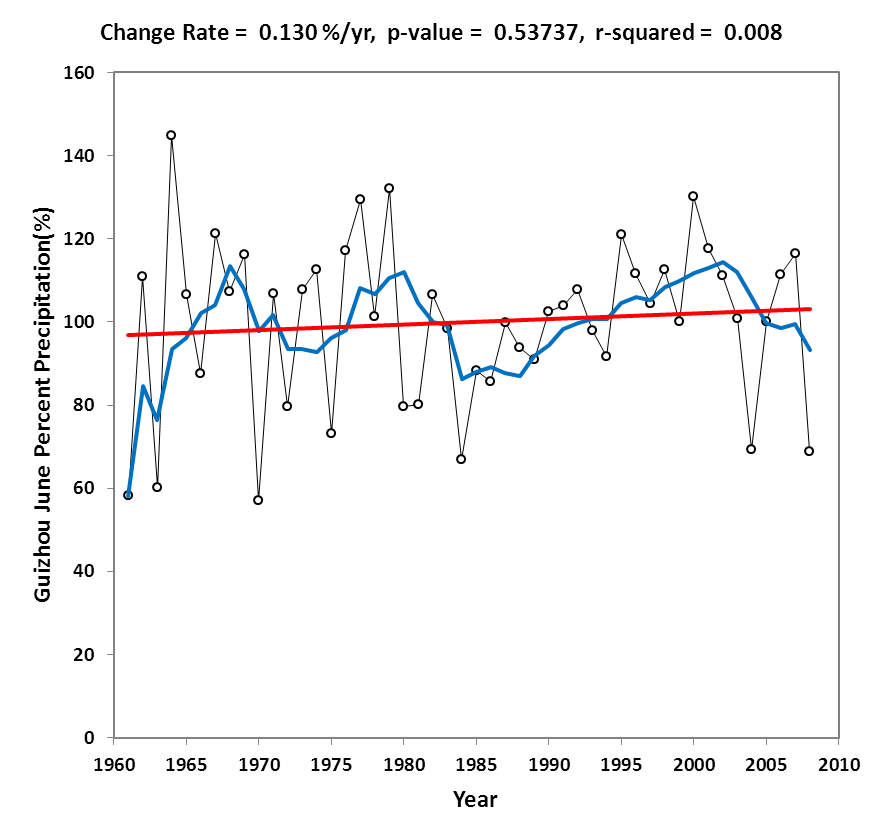 Change Rate = 0.130 %/yr, p-value = 0.53737, r-squared = 0.008
Guizhou June Percent Precipitation(%)
160
140
120
100
80
60
40
20
0
1960 1965 1970 1975 1980 1985 1990 1995 2000 2005 2010
Year